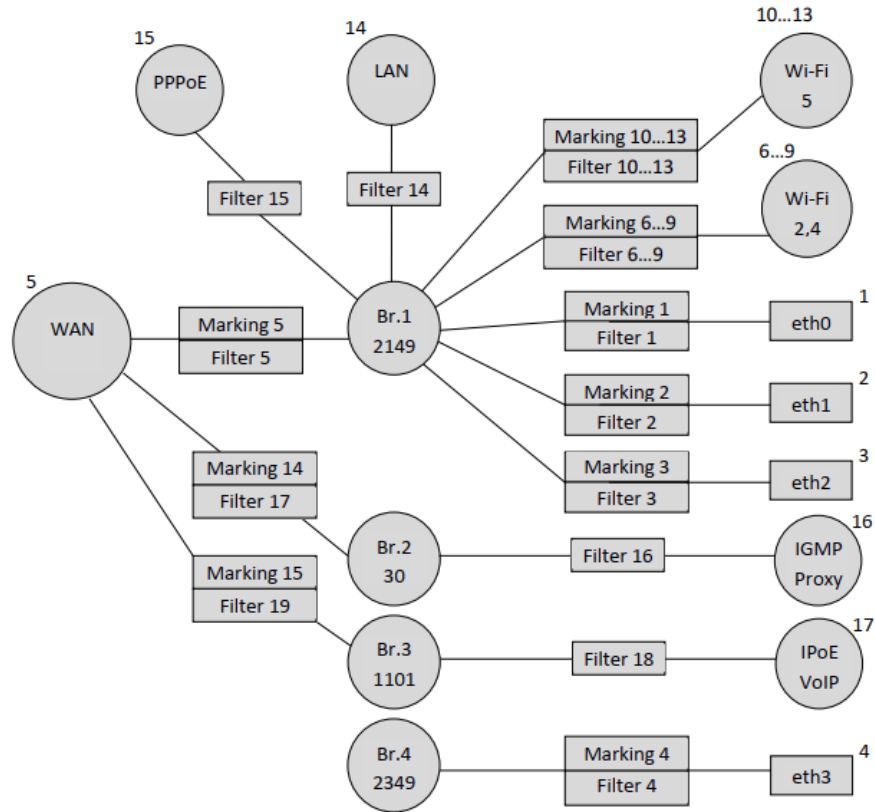 10...13
15
14
PPPoE
LAN
Wi-Fi
5
Marking 10...13
Filter 10...13
6...9
Filter 15
Filter 14
Wi-Fi
2,4
Marking 6...9
Filter 6...9
5
WAN
Marking 5
Filter 5
Br.1
2149
Marking 1
Filter 1
1
eth0
Marking 2
Filter 2
2
eth1
Marking 3
Filter 3
3
eth2
Marking 14
Filter 17
Br.2
30
Filter 16
16
IGMP
Proxy
Marking 15
Filter 19
Br.3
1101
Filter 18
17
IPoE
VoIP
Br.4
2349
Marking 4
Filter 4
4
eth3